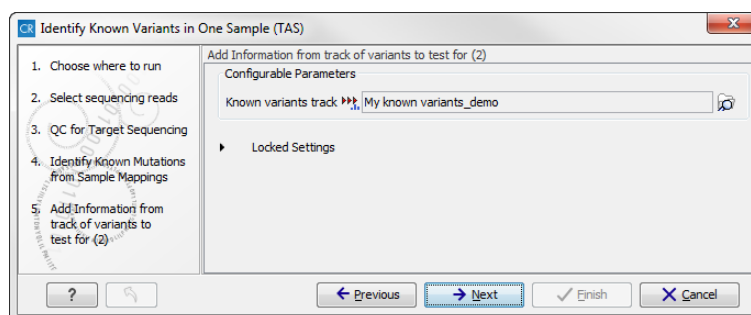 CR Identify Known Variants in One Sample (TAS)
1. Choose where to run
2. Select sequencing reads
3. QC for Target Sequencing
4. Identify Known Mutations
from Sample Mappings
5. Add Information from
track of variants to
test for (2)
Add Information from track of variants to test for (2)
Configurable Parameters
Known variants track My known variants_demo
Locked Settings
? Previous Next Finish Cancel